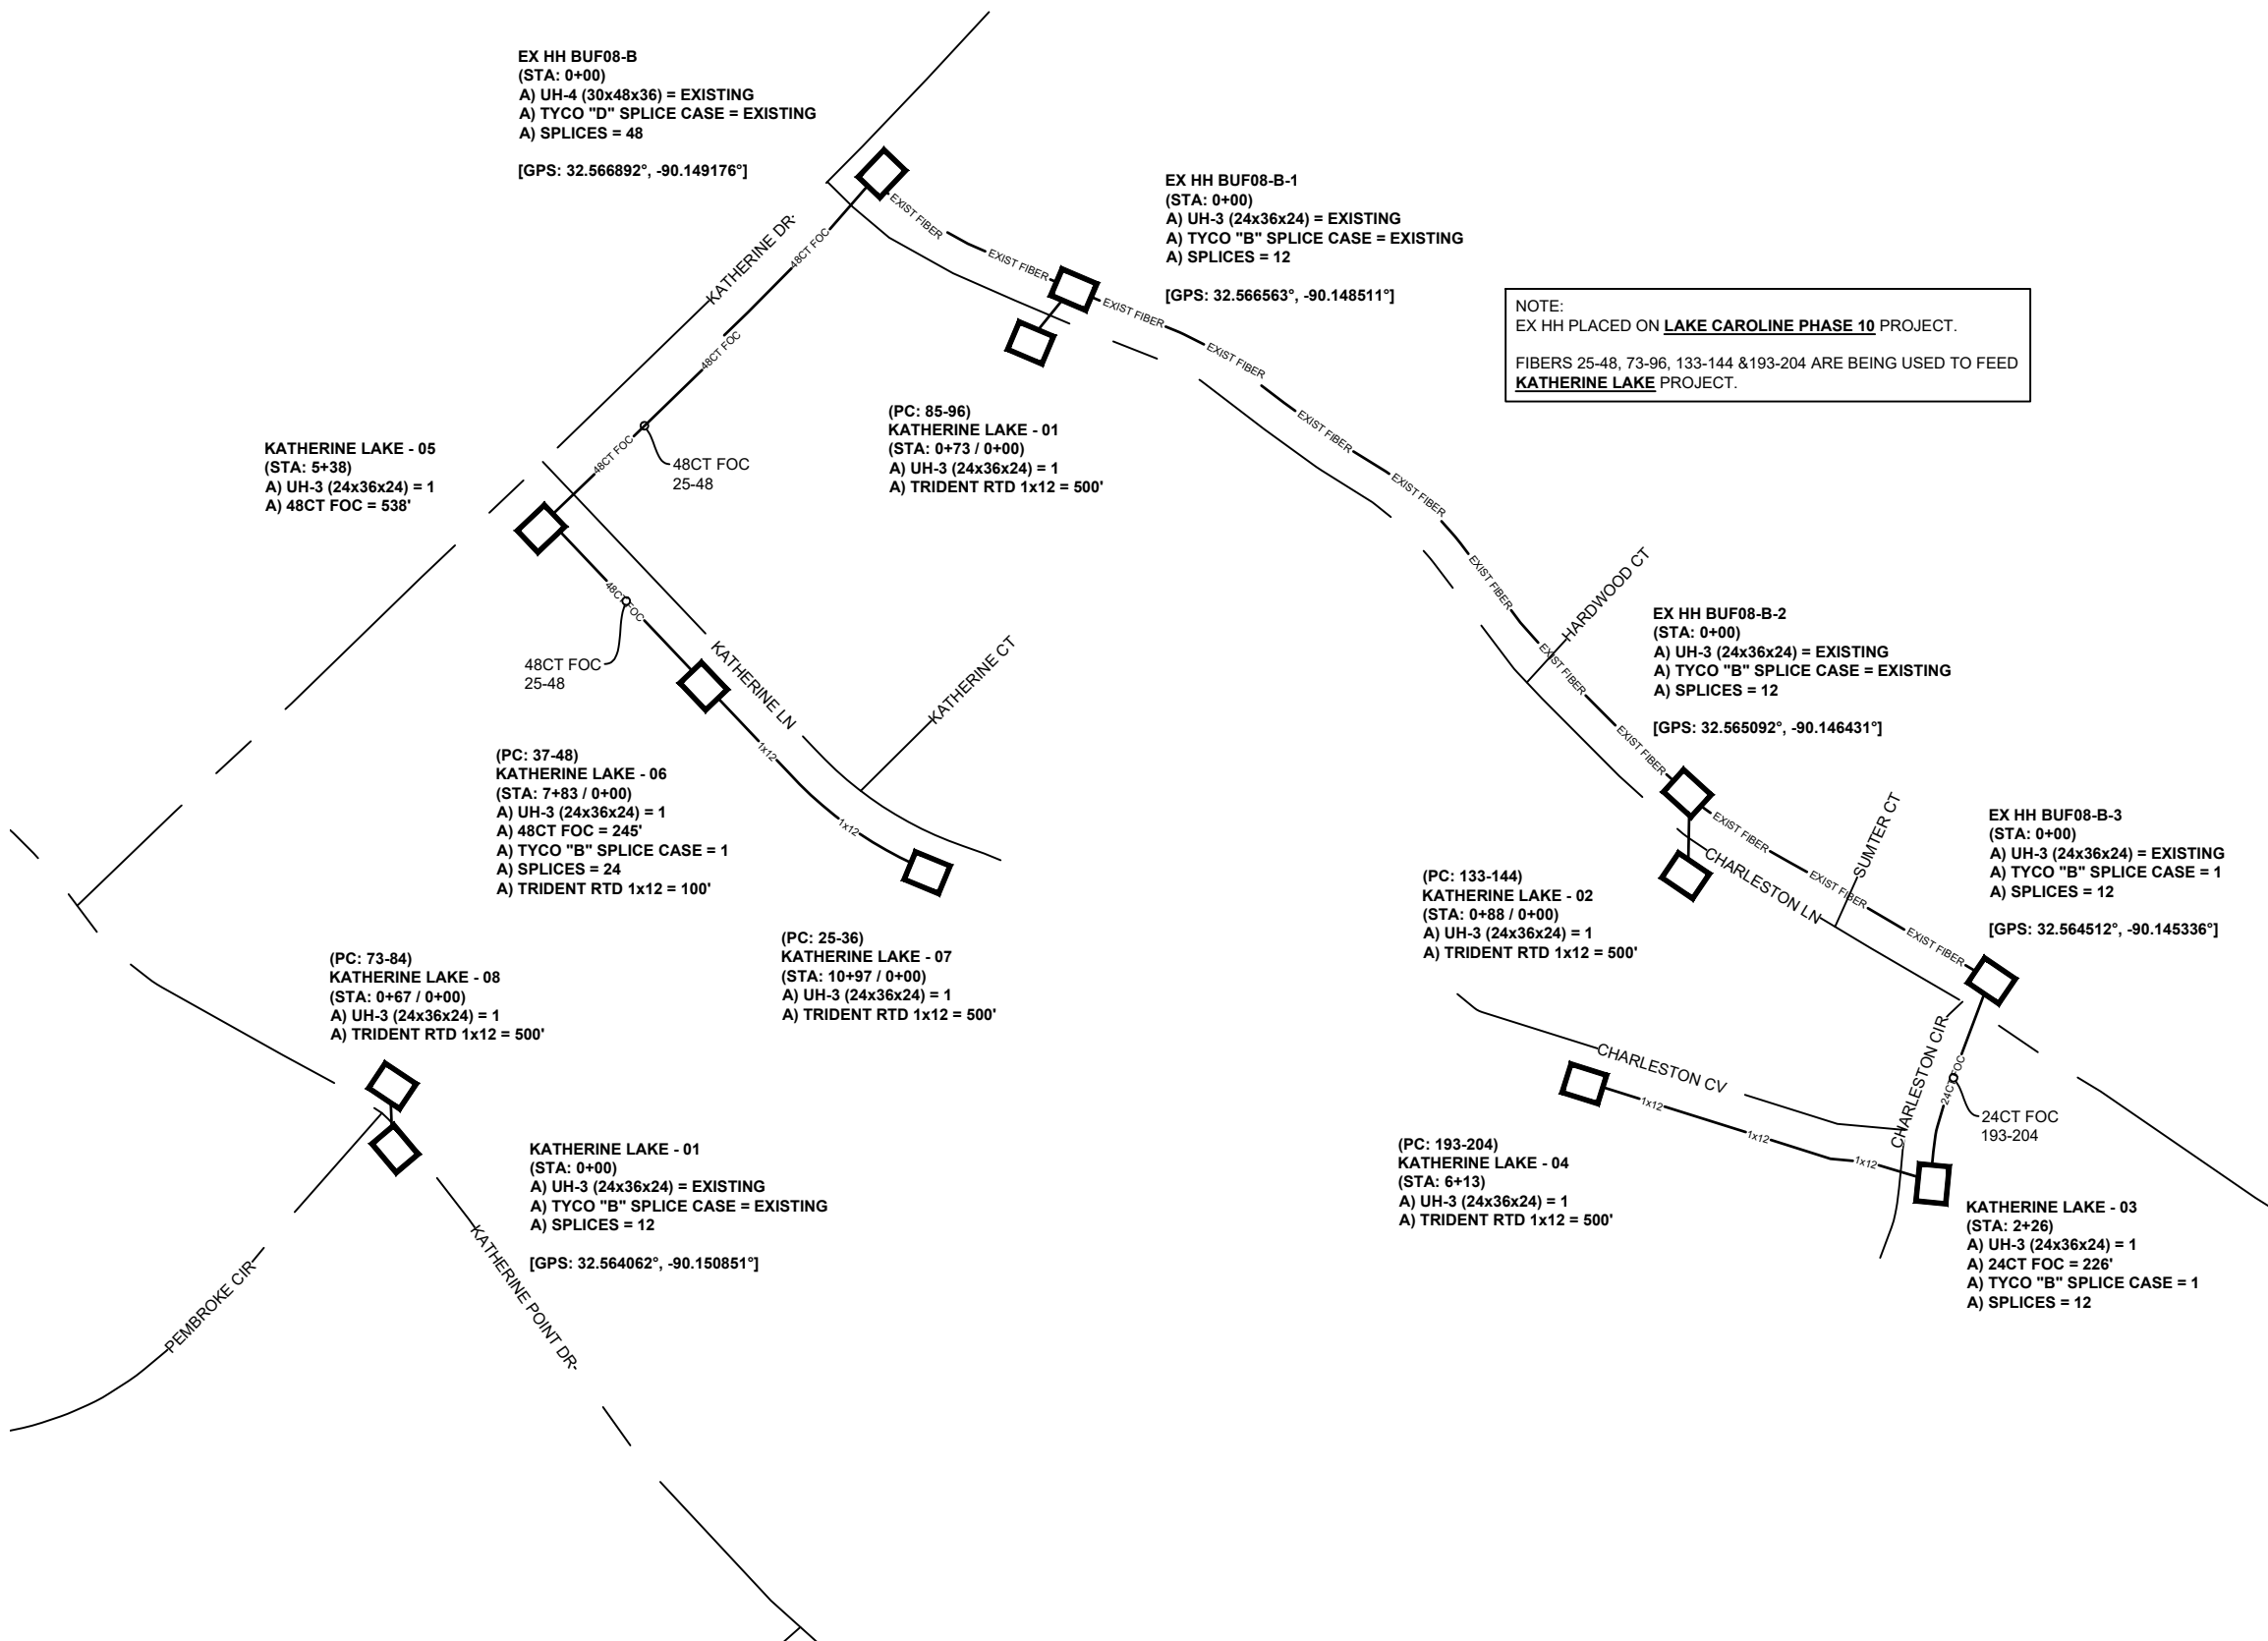 EX HH BUF08-B
(STA: 0+00)
A) UH-4 (30x48x36) = EXISTING
A) TYCO "D" SPLICE CASE = EXISTING
A) SPLICES = 48
[GPS: 32.566892°, -90.149176°]
EX HH BUF08-B-1
(STA: 0+00)
A) UH-3 (24x36x24) = EXISTING
A) TYCO "B" SPLICE CASE = EXISTING
A) SPLICES = 12
[GPS: 32.566563°, -90.148511°]
NOTE:
EX HH PLACED ON LAKE CAROLINE PHASE 10 PROJECT.
FIBERS 25-48, 73-96, 133-144 &193-204 ARE BEING USED TO FEED
KATHERINE LAKE PROJECT.
KATHERINE DR
48CT FOC
48CT FOC
48CT FOC
EXIST FIBER
EXIST FIBER
EXIST FIBER
EXIST FIBER
EXIST FIBER
EXIST FIBER
EXIST FIBER
EXIST FIBER
EXIST FIBER
KATHERINE LAKE - 05
(STA: 5+38)
A) UH-3 (24x36x24) = 1
A) 48CT FOC = 538'
48CT FOC
25-48
(PC: 85-96)
KATHERINE LAKE - 01
(STA: 0+73 / 0+00)
A) UH-3 (24x36x24) = 1
A) TRIDENT RTD 1x12 = 500'
HARDWOOD CT
EX HH BUF08-B-2
(STA: 0+00)
A) UH-3 (24x36x24) = EXISTING
A) TYCO "B" SPLICE CASE = EXISTING
A) SPLICES = 12
[GPS: 32.565092°, -90.146431°]
48CT FOC
48CT FOC
25-48
KATHERINE LN
KATHERINE CT
1x12
1x12
(PC: 37-48)
KATHERINE LAKE - 06
(STA: 7+83 / 0+00)
A) UH-3 (24x36x24) = 1
A) 48CT FOC = 245'
A) TYCO "B" SPLICE CASE = 1
A) SPLICES = 24
A) TRIDENT RTD 1x12 = 100'
EXIST FIBER
EXIST FIBER
EXIST FIBER
SUMTER CT
CHARLESTON LN
EX HH BUF08-B-3
(STA: 0+00)
A) UH-3 (24x36x24) = EXISTING
A) TYCO "B" SPLICE CASE = 1
A) SPLICES = 12
[GPS: 32.564512°, -90.145336°]
(PC: 133-144)
KATHERINE LAKE - 02
(STA: 0+88 / 0+00)
A) UH-3 (24x36x24) = 1
A) TRIDENT RTD 1x12 = 500'
(PC: 25-36)
KATHERINE LAKE - 07
(STA: 10+97 / 0+00)
A) UH-3 (24x36x24) = 1
A) TRIDENT RTD 1x12 = 500'
(PC: 73-84)
KATHERINE LAKE - 08
(STA: 0+67 / 0+00)
A) UH-3 (24x36x24) = 1
A) TRIDENT RTD 1x12 = 500'
CHARLESTON CV
CHARLESTON CIR
24CT FOC
24CT FOC
193-204
1x12
1x12
1x12
KATHERINE LAKE - 01
(STA: 0+00)
A) UH-3 (24x36x24) = EXISTING
A) TYCO "B" SPLICE CASE = EXISTING
A) SPLICES = 12
[GPS: 32.564062°, -90.150851°]
(PC: 193-204)
KATHERINE LAKE - 04
(STA: 6+13)
A) UH-3 (24x36x24) = 1
A) TRIDENT RTD 1x12 = 500'
KATHERINE LAKE - 03
(STA: 2+26)
A) UH-3 (24x36x24) = 1
A) 24CT FOC = 226'
A) TYCO "B" SPLICE CASE = 1
A) SPLICES = 12
PEMBROKE CIR
KATHERINE POINT DR